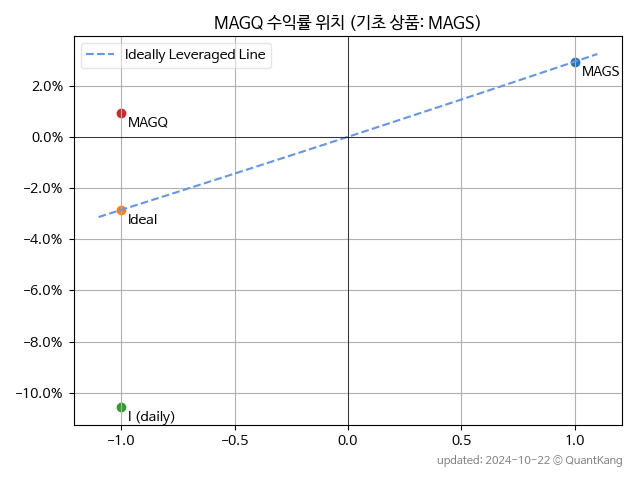 MAGQ 수익률 위치 (기초 상품: MAGS)
Ideally Leveraged Line
MAGS
MAGQ
Ideal
I (daily)
2.0%
0.0%
−2.0%
−4.0%
−6.0%
−8.0%
−10.0%
−1.0
−0.5
0.0
0.5
1.0
updated: 2024-10-22 © QuantKang